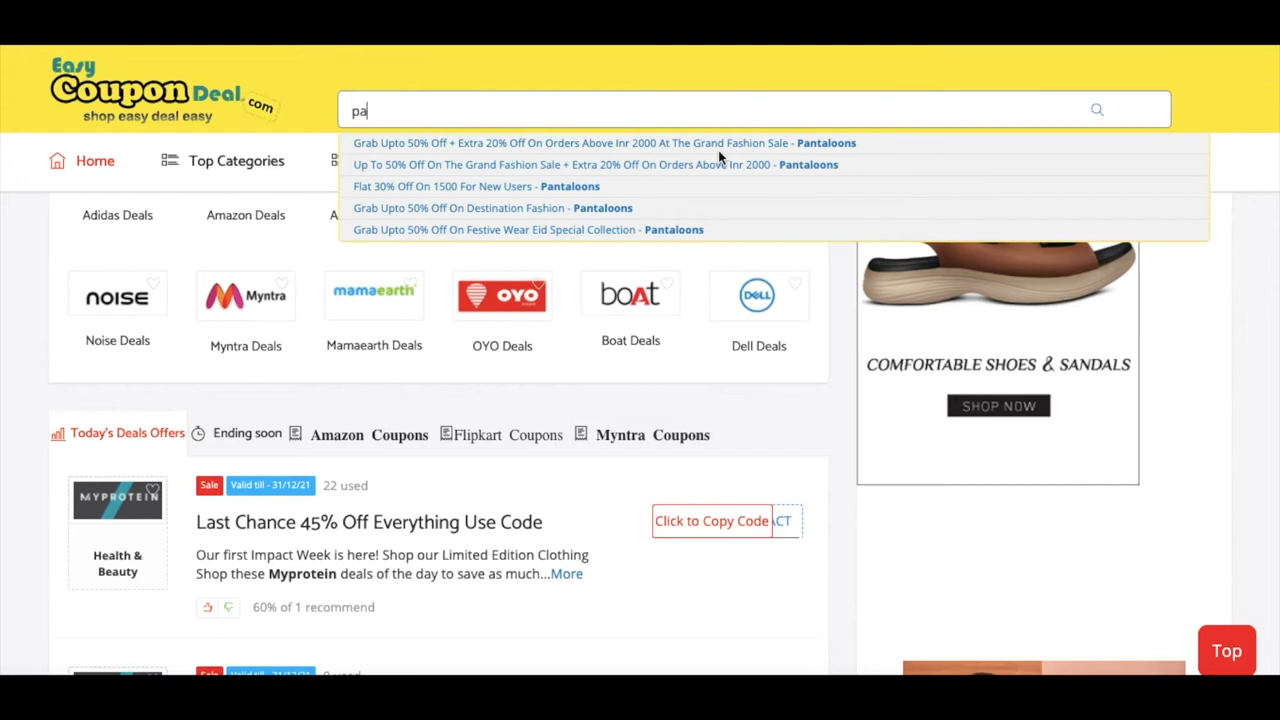 Easy
Coupon Deal.com
shop easy deal easy
pa
Home
Top Categories
Grab Upto 50% Off + Extra 20% Off On Orders Above Inr 2000 At The Grand Fashion Sale - Pantaloons
Up To 50% Off On The Grand Fashion Sale + Extra 20% Off On Orders Above Inr 2000 - Pantaloons
Flat 30% Off On 1500 For New Users - Pantaloons
Grab Upto 50% Off On Destination Fashion - Pantaloons
Grab Upto 50% Off On Festive Wear Eid Special Collection - Pantaloons
Adidas Deals
Amazon Deals
A
noise
Myntra
mamaearth
OYO
boAt
DELL
Noise Deals
Myntra Deals
Mamaearth Deals
OYO Deals
Boat Deals
Dell Deals
COMFORTABLE SHOES & SANDALS
SHOP NOW
Today's Deals Offers
Ending soon
Amazon Coupons
Flipkart Coupons
Myntra Coupons
MYPROTEIN
Health &
Beauty
Sale Valid till - 31/12/21 22 used
Last Chance 45% Off Everything Use Code
Click to Copy Code
CT
Our first Impact Week is here! Shop our Limited Edition Clothing
Shop these Myprotein deals of the day to save as much...More
60% of 1 recommend
Top